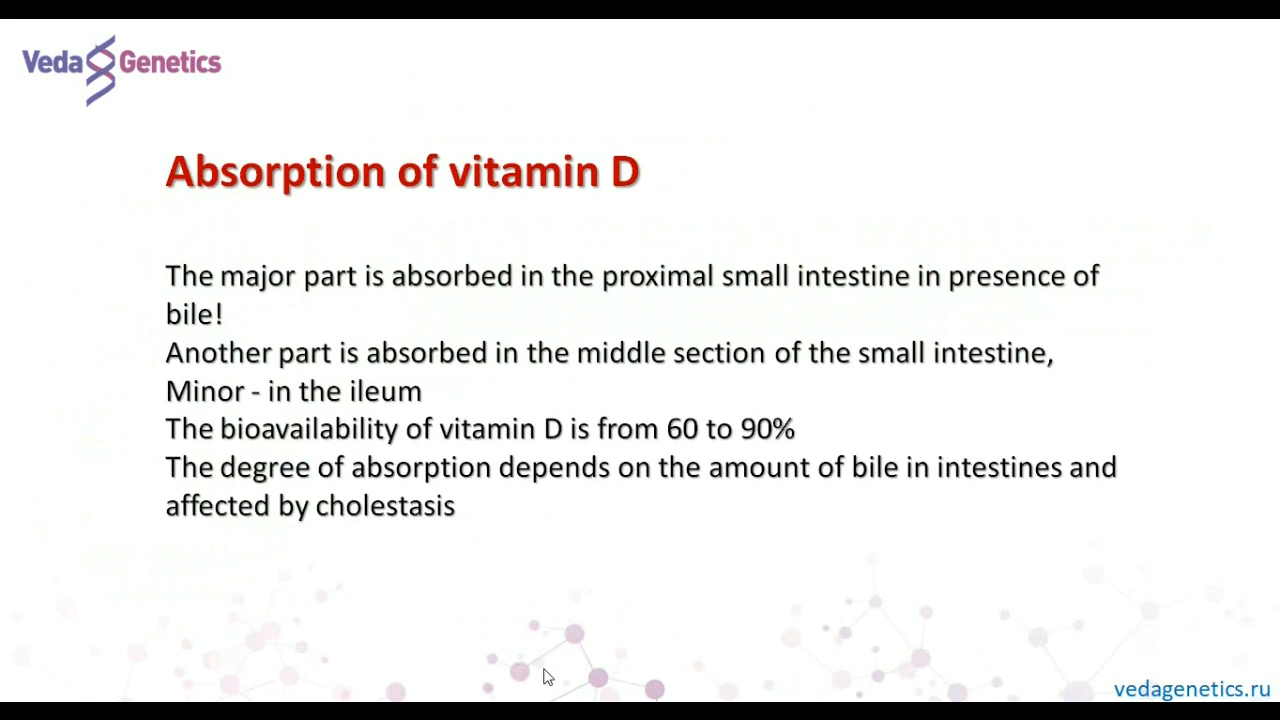 Veda Genetics
Absorption of vitamin D
The major part is absorbed in the proximal small intestine in presence of
bile!
Another part is absorbed in the middle section of the small intestine,
Minor - in the ileum
The bioavailability of vitamin D is from 60 to 90%
The degree of absorption depends on the amount of bile in intestines and
affected by cholestasis
vedagenetics.ru